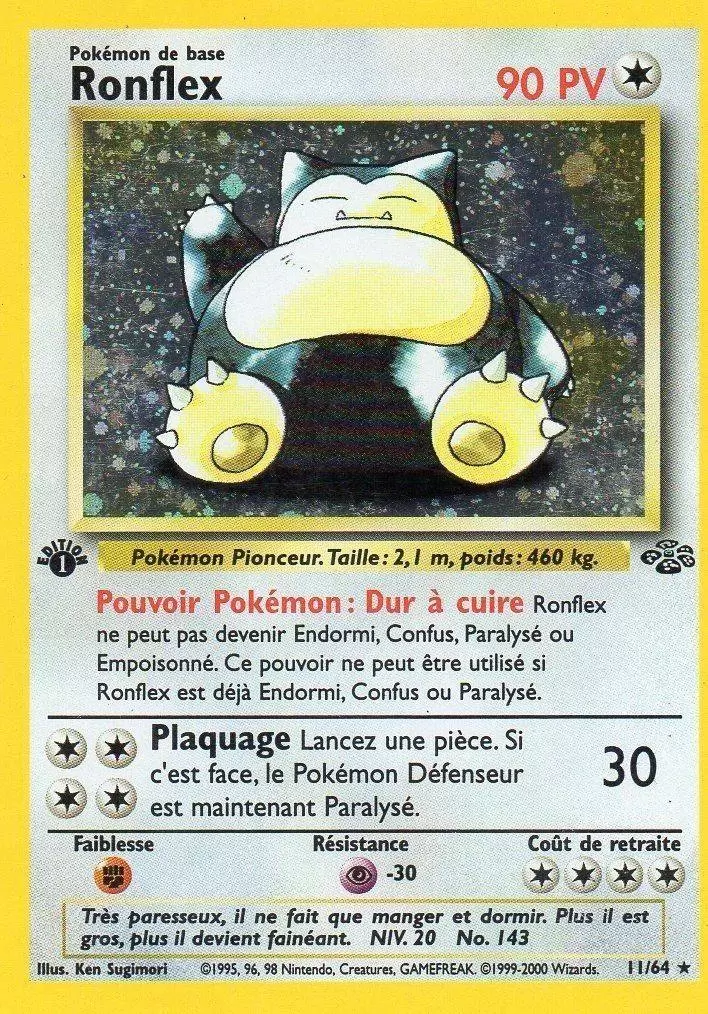 Pokémon de base
Ronflex 90 PV
EDITION 1
Pokémon Pionceur. Taille: 2,1 m, poids: 460 kg.
Pouvoir Pokémon: Dur à cuire Ronflex
ne peut pas devenir Endormi, Confus, Paralysé ou
Empoisonné. Ce pouvoir ne peut être utilisé si
Ronflex est déjà Endormi, Confus ou Paralysé.
Plaquage Lancez une pièce. Si
c'est face, le Pokémon Défenseur
est maintenant Paralysé.
30
Faiblesse Résistance Coût de retraite
-30
Très paresseux, il ne fait que manger et dormir. Plus il est
gros, plus il devient fainéant. NIV. 20 No. 143
Illus. Ken Sugimori ©1995, 96, 98 Nintendo, Creatures, GAMEFREAK. ©1999-2000 Wizards. 11/64 ★